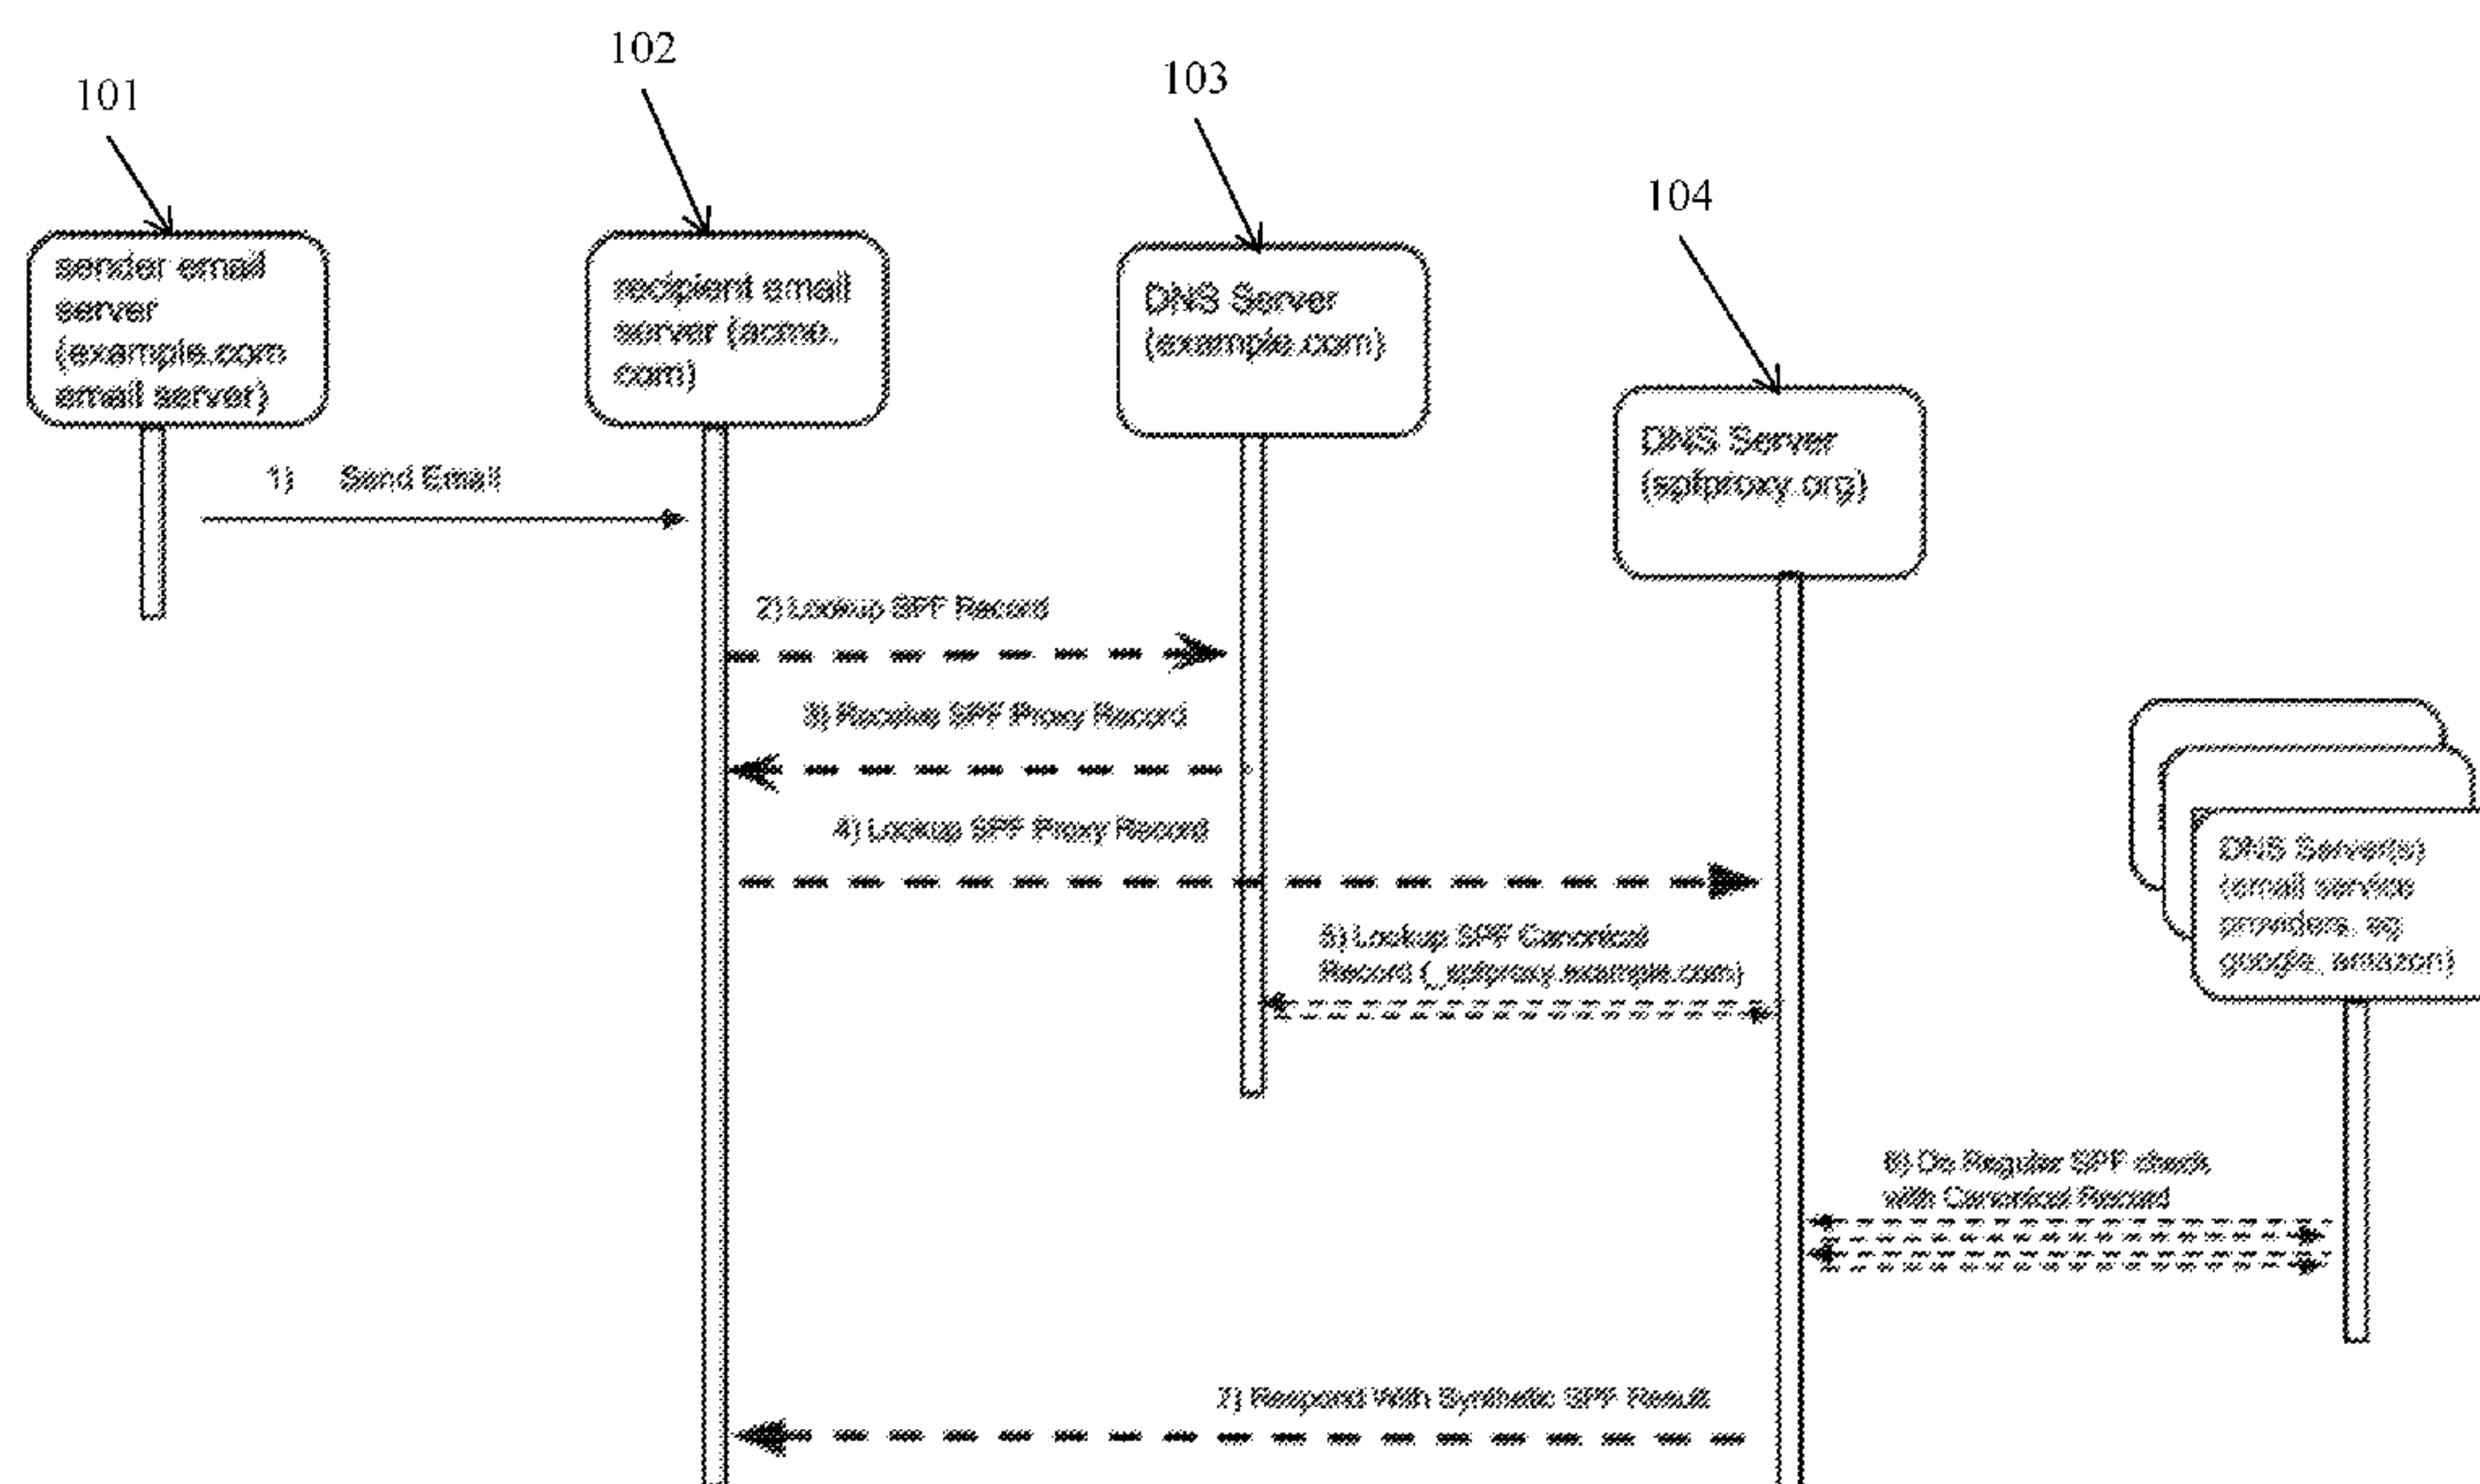 101
102
103
104
sender email
server
(example.com
email server)
recipient email
server (acme.
com)
DNS Server
(example.com)
DNS Server
(spfproxy.org)
1) Send Email
2) Lookup SPF Record
3) Receive SPF Proxy Record
4) Lookup SPF Proxy Record
5) Lookup SPF Canonical
Record (_spfproxy.example.com)
DNS Server(s)
(email service
providers, eg
google, amazon)
6) Do Regular SPF check
with Canonical Record
7) Respond With Synthetic SPF Result